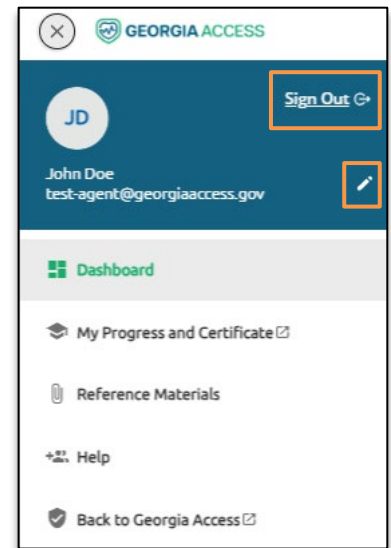 GEORGIA ACCESS
JD
Sign Out
John Doe
test-agent@georgiaaccess.gov
Dashboard
My Progress and Certificate
Reference Materials
Help
Back to Georgia Access